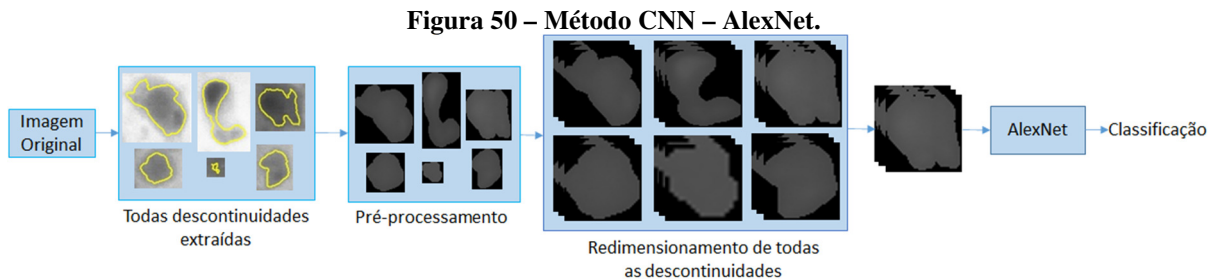 Figura 50 – Método CNN – AlexNet.
Imagem
Original
Todas descontinuidades
extraídas
Pré-processamento
Redimensionamento de todas
as descontinuidades
AlexNet
Classificação